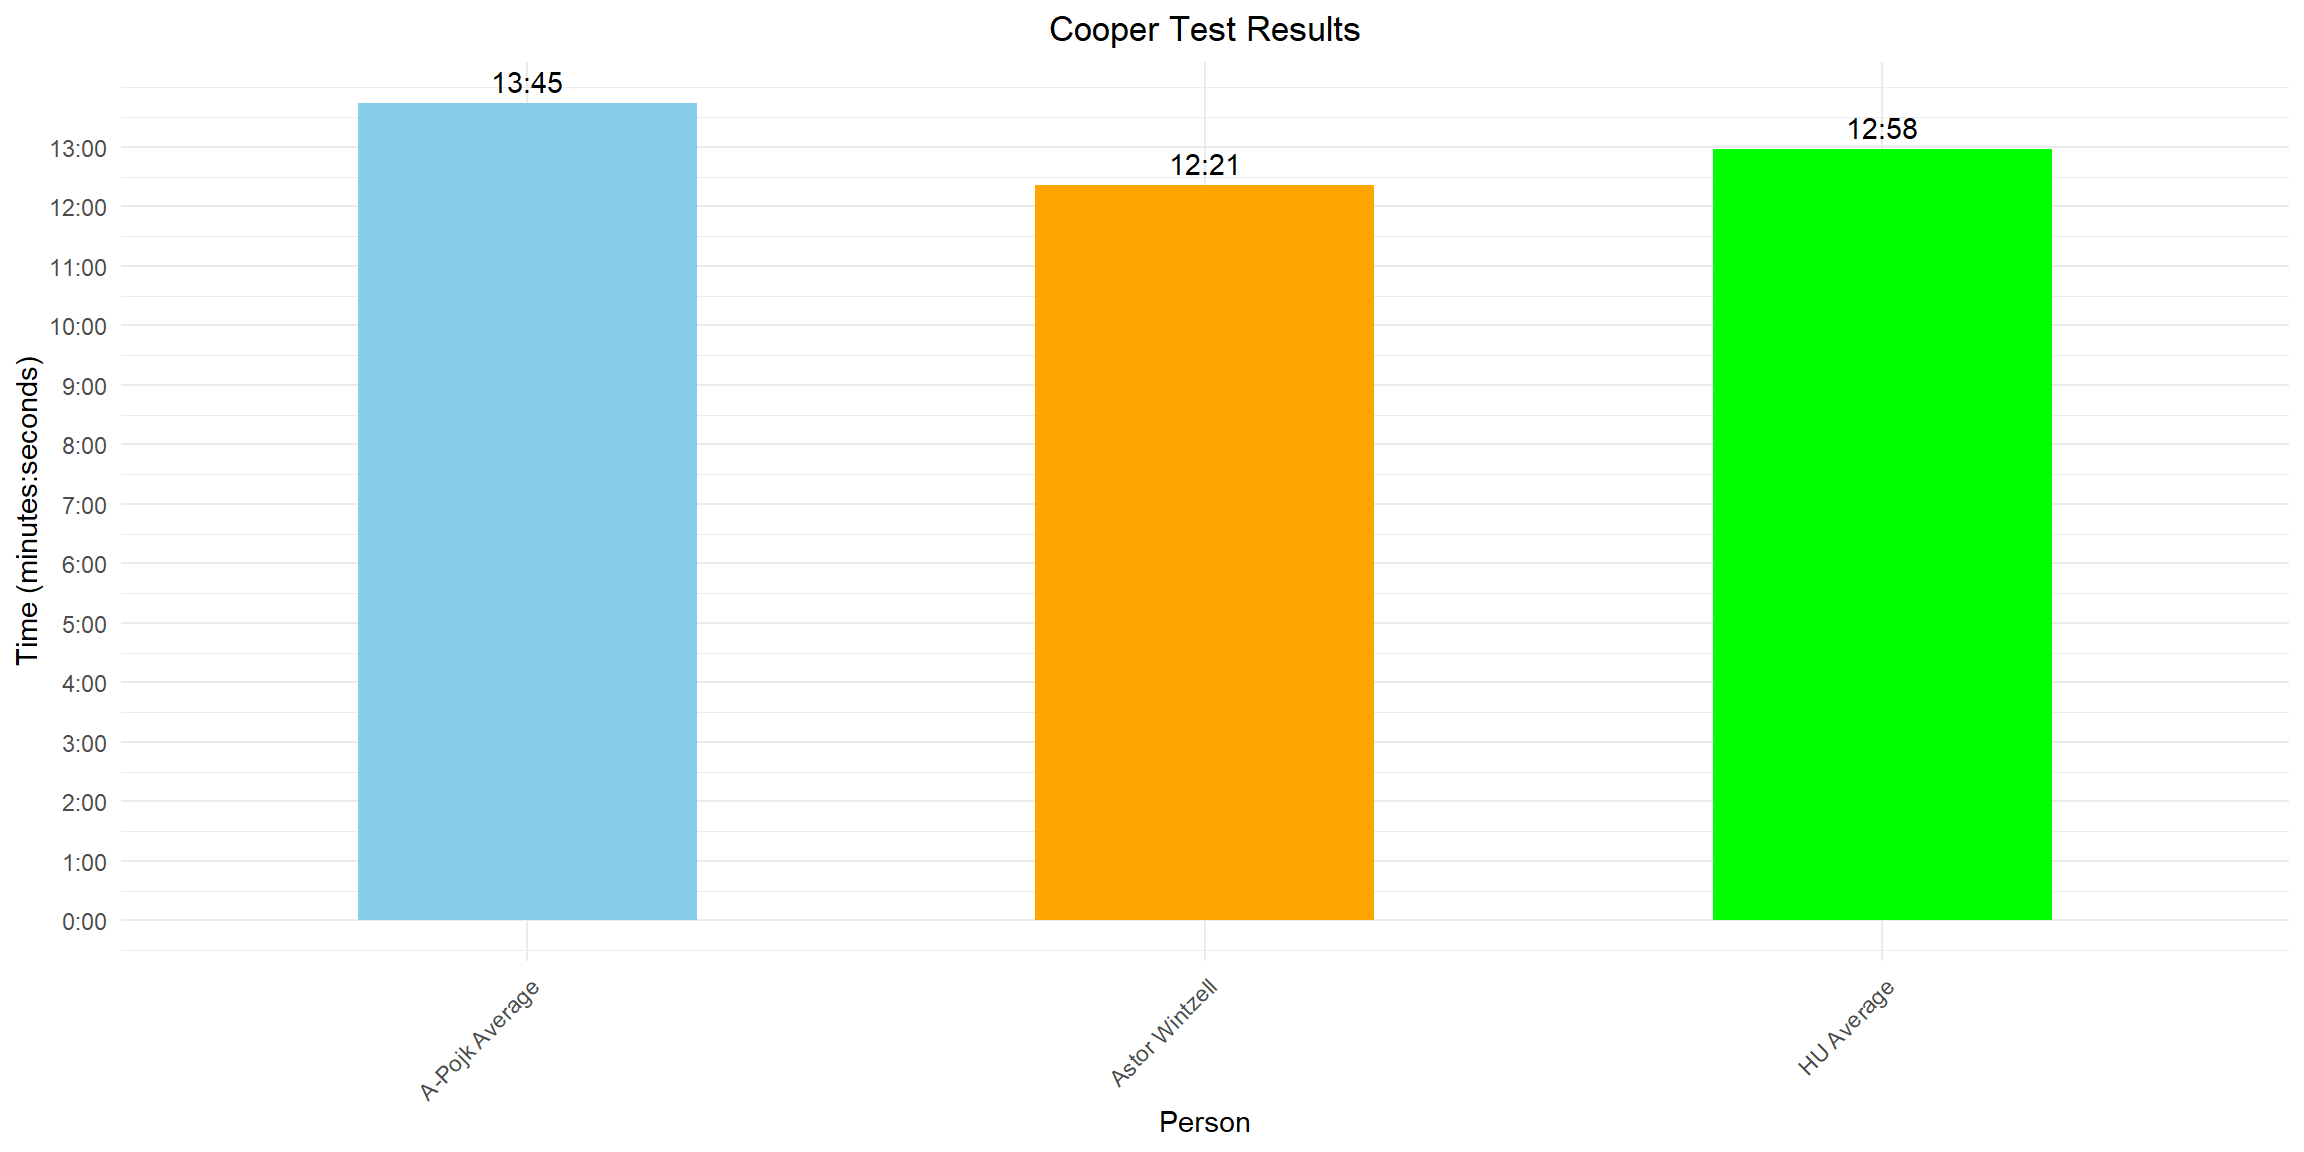 Cooper Test Results
13:45
12:21
12:58
13:00
12:00
11:00
10:00
9:00
8:00
7:00
6:00
5:00
4:00
3:00
2:00
1:00
0:00
Time (minutes:seconds)
A-Pojk Average
Astor Wintzell
HU Average
Person